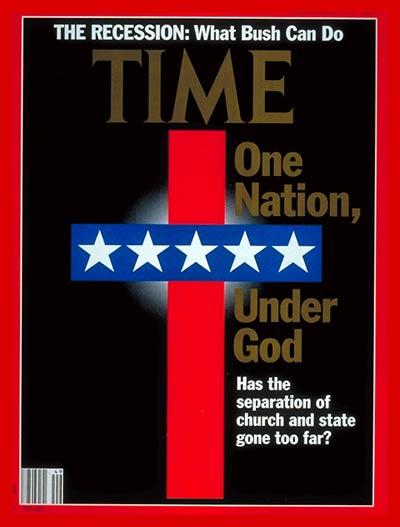 THE RECESSION: What Bush Can Do
TIME
One
Nation,
Under
God
Has the
separation of
church and state
gone too far?
49